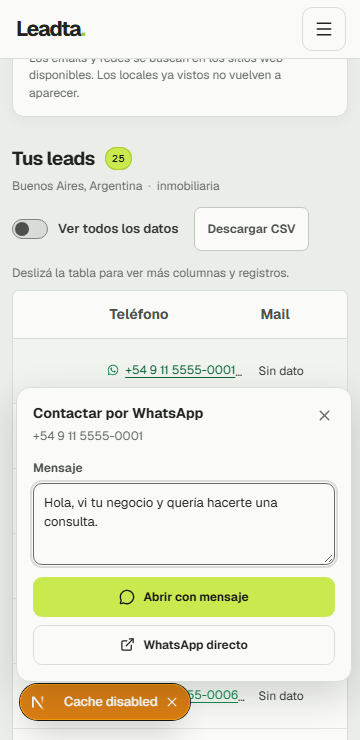 Leadta.
Los emails y redes se buscan en los sitios web
disponibles. Los locales ya vistos no vuelven a
aparecer.
Tus leads 25
Buenos Aires, Argentina · inmobiliaria
Ver todos los datos Descargar CSV
Deslizá la tabla para ver más columnas y registros.
Teléfono Mail
+54 9 11 5555-0001... Sin dato
Contactar por WhatsApp
+54 9 11 5555-0001
Mensaje
Hola, vi tu negocio y quería hacerte una
consulta.
Abrir con mensaje
WhatsApp directo
N Cache disabled 55-0006... Sin dato